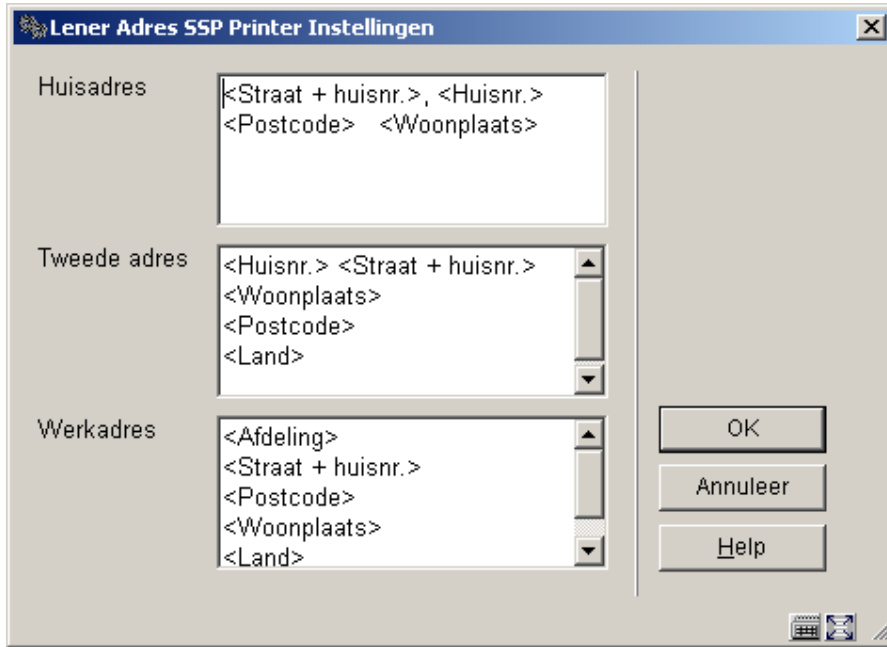 Lener Adres SSP Printer Instellingen
Huisadres
<Straat + huisnr.>, <Huisnr.>
<Postcode>   <Woonplaats>
Tweede adres
<Huisnr.> <Straat + huisnr.>
<Woonplaats>
<Postcode>
<Land>
Werkadres
<Afdeling>
<Straat + huisnr.>
<Postcode>
<Woonplaats>
<Land>
OK
Annuleer
Help